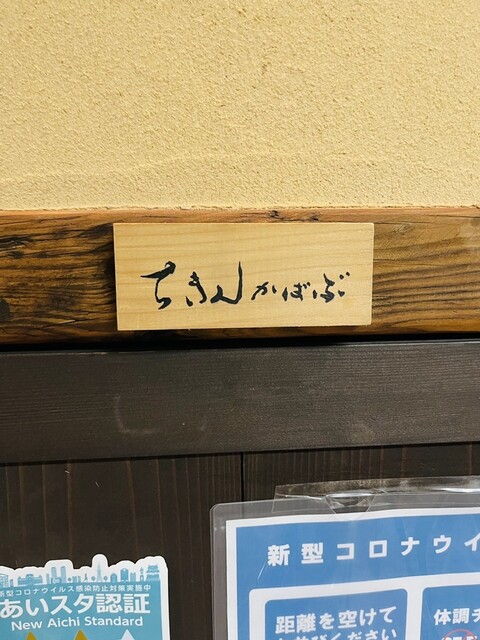 ちきんかばぶ
新型コロナウイルス感染防止対策実施中
あいスタ認証
New Aichi Standard
新型コロナウイ
距離を空けて
体調チ